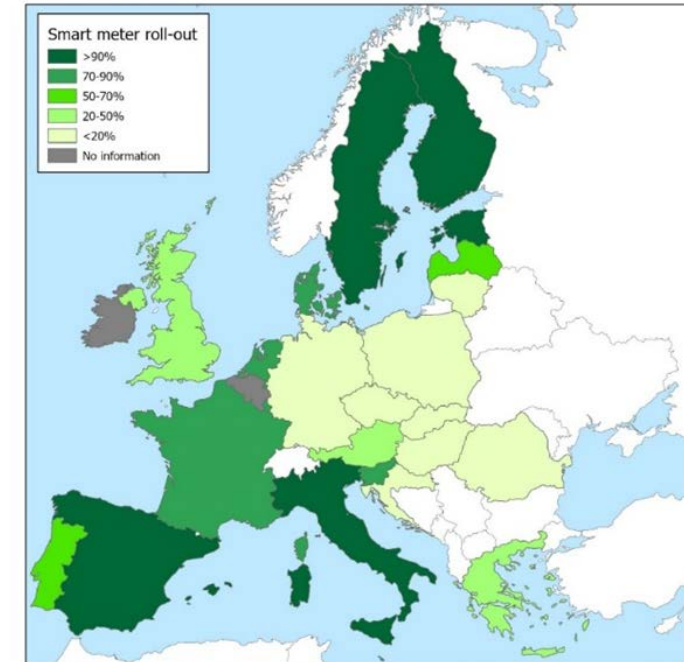 Smart meter roll-out
>90%
70-90%
50-70%
20-50%
<20%
No information